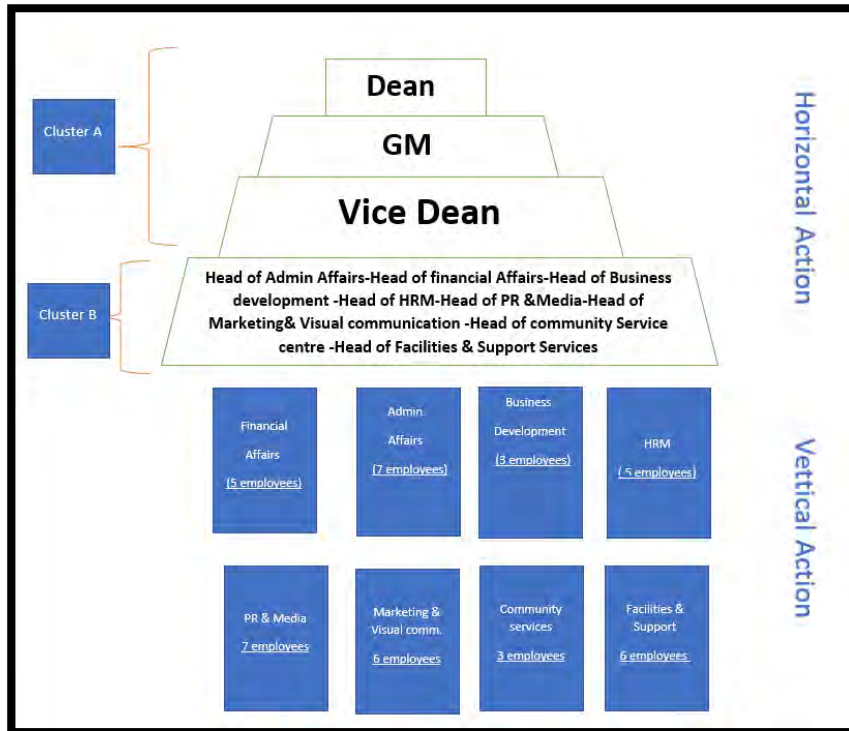 Dean
Cluster A
GM
Vice Dean
Horizontal Action
Cluster B
Head of Admin Affairs-Head of financial Affairs-Head of Business
development -Head of HRM-Head of PR &Media-Head of
Marketing& Visual communication -Head of community Service
centre -Head of Facilities & Support Services
Financial
Affairs
(5 employees)
Admin
Affairs
(7 employees)
Business
Development
(3 employees)
HRM
( 5 employees)
Vettical Action
PR & Media
7 employees
Marketing &
Visual comm.
6 employees
Community
services
3 employees
Facilities &
Support
6 employees